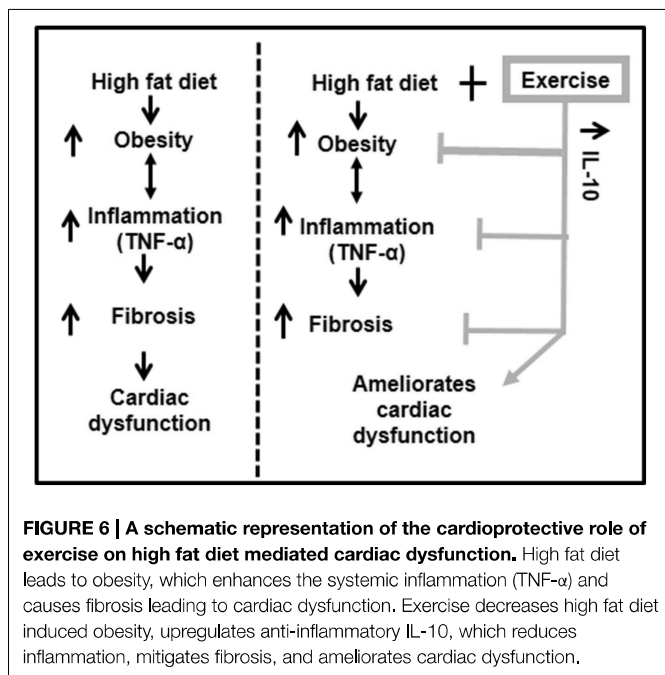 High fat diet
↑ Obesity
↑ Inflammation
(TNF-α)
↑ Fibrosis
Cardiac
dysfunction
High fat diet + Exercise
↑ Obesity
↑ IL-10
↑ Inflammation
(TNF-α)
↑ Fibrosis
Ameliorates
cardiac
dysfunction
FIGURE 6 | A schematic representation of the cardioprotective role of
exercise on high fat diet mediated cardiac dysfunction. High fat diet
leads to obesity, which enhances the systemic inflammation (TNF-α) and
causes fibrosis leading to cardiac dysfunction. Exercise decreases high fat diet
induced obesity, upregulates anti-inflammatory IL-10, which reduces
inflammation, mitigates fibrosis, and ameliorates cardiac dysfunction.